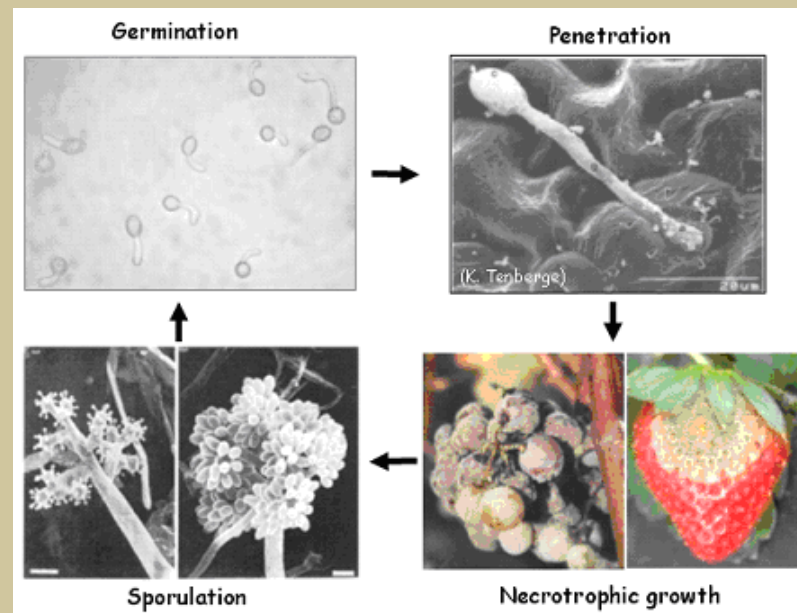 Germination
Penetration
(K. Tenberge)
20um
Sporulation
Necrotrophic growth